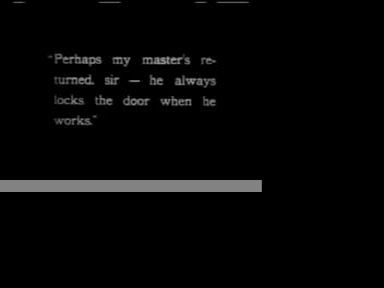 "Perhaps my master's re-
turned, sir — he always
locks the door when he
works."